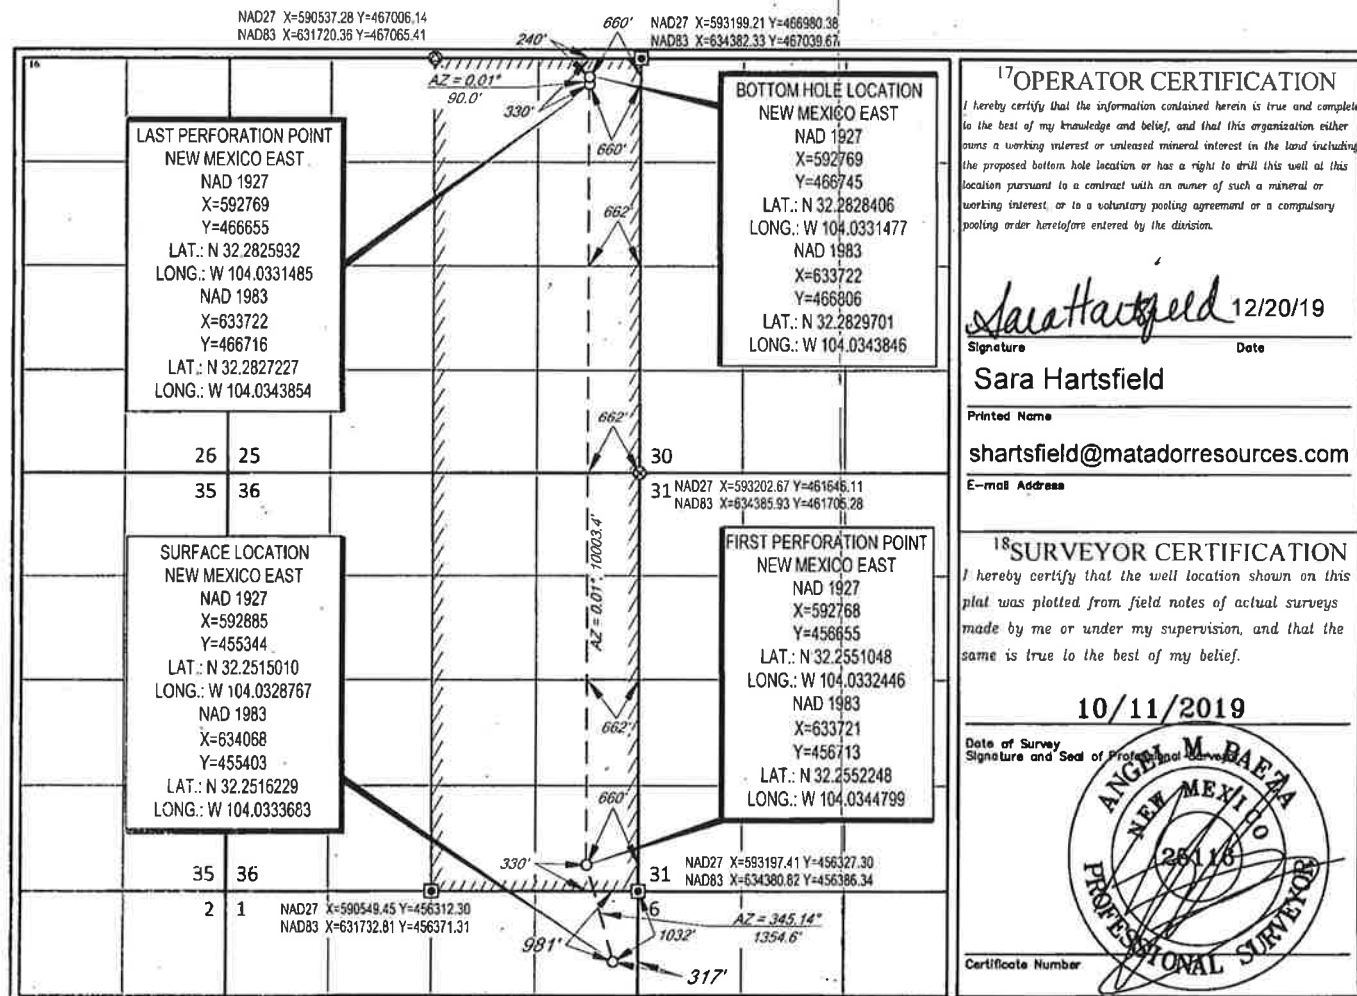 NAD27 X=590537.28 Y=467006.14
NAD83 X=631720.36 Y=467065.41
660'
240'
NAD27 X=593199.21 Y=466980.38
NAD83 X=634382.33 Y=467039.67
16
AZ = 0.01°
90.0'
330'
660'
LAST PERFORATION POINT
NEW MEXICO EAST
NAD 1927
X=592769
Y=466655
LAT.: N 32.2825932
LONG.: W 104.0331485
NAD 1983
X=633722
Y=466716
LAT.: N 32.2827227
LONG.: W 104.0343854
BOTTOM HOLE LOCATION
NEW MEXICO EAST
NAD 1927
X=592769
Y=466745
LAT.: N 32.2828406
LONG.: W 104.0331477
NAD 1983
X=633722
Y=466806
LAT.: N 32.2829701
LONG.: W 104.0343846
662'
662'
26 25
35 36
30
31
NAD27 X=593202.67 Y=461646.11
NAD83 X=634385.93 Y=461705.28
AZ = 0.01°, 10003.4'
SURFACE LOCATION
NEW MEXICO EAST
NAD 1927
X=592885
Y=455344
LAT.: N 32.2515010
LONG.: W 104.0328767
NAD 1983
X=634068
Y=455403
LAT.: N 32.2516229
LONG.: W 104.0333683
FIRST PERFORATION POINT
NEW MEXICO EAST
NAD 1927
X=592768
Y=456655
LAT.: N 32.2551048
LONG.: W 104.0332446
NAD 1983
X=633721
Y=456713
LAT.: N 32.2552248
LONG.: W 104.0344799
662'
660'
330'
35 36
2 1
31
6
NAD27 X=593197.41 Y=456327.30
NAD83 X=634380.82 Y=456386.34
NAD27 X=590549.45 Y=456312.30
NAD83 X=631732.81 Y=456371.31
AZ = 345.14°
1354.6'
981'
1032'
317'
17 OPERATOR CERTIFICATION
I hereby certify that the information contained herein is true and complete
to the best of my knowledge and belief, and that this organization either
owns a working interest or unleased mineral interest in the land including
the proposed bottom hole location or has a right to drill this well at this
location pursuant to a contract with an owner of such a mineral or
working interest, or to a voluntary pooling agreement or a compulsory
pooling order heretofore entered by the division.
Sara Hartsfield 12/20/19
Signature Date
Sara Hartsfield
Printed Name
shartsfield@matadorresources.com
E-mail Address
18 SURVEYOR CERTIFICATION
I hereby certify that the well location shown on this
plat was plotted from field notes of actual surveys
made by me or under my supervision, and that the
same is true to the best of my belief.
10/11/2019
Date of Survey
Signature and Seal of Professional Surveyor
ANGEL M. BAEZA
NEW MEXICO
25116
PROFESSIONAL SURVEYOR
Certificate Number